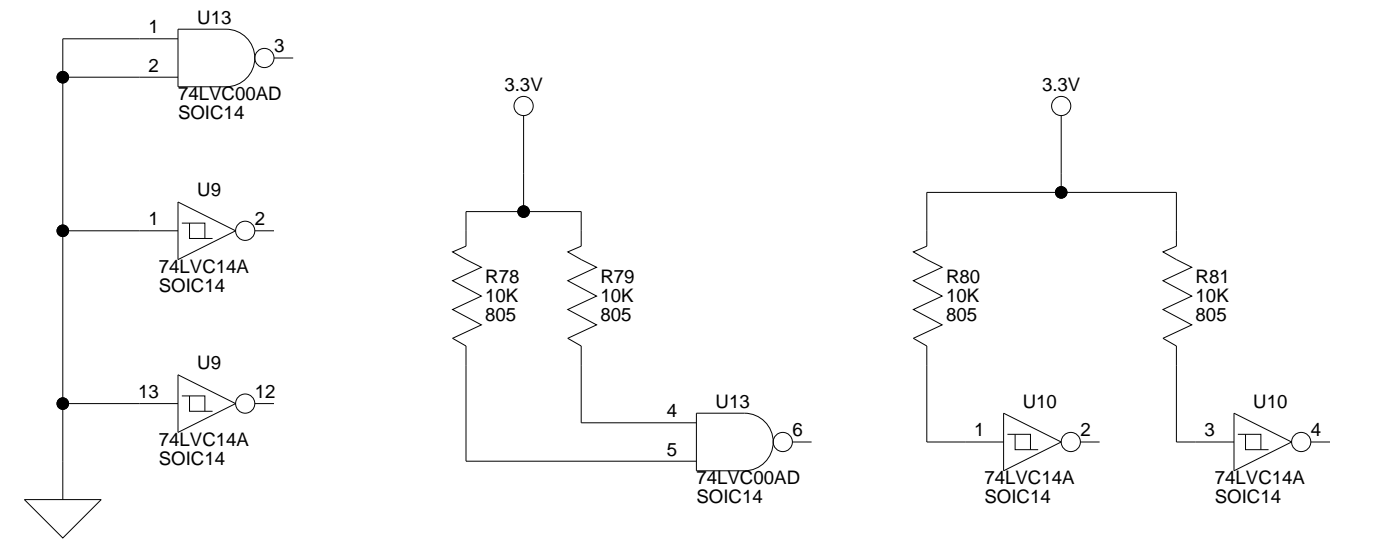 U13
1
2
3
74LVC00AD
SOIC14
U9
1
2
74LVC14A
SOIC14
U9
13
12
74LVC14A
SOIC14
3.3V
R78
10K
805
R79
10K
805
U13
4
5
6
74LVC00AD
SOIC14
3.3V
R80
10K
805
R81
10K
805
U10
1
2
74LVC14A
SOIC14
U10
3
4
74LVC14A
SOIC14